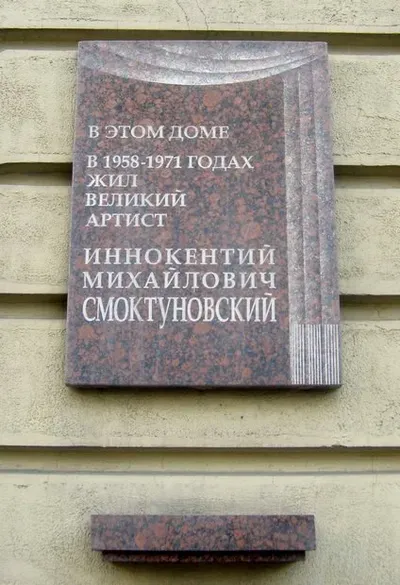 В ЭТОМ ДОМЕ
В 1958-1971 ГОДАХ
ЖИЛ
ВЕЛИКИЙ
АРТИСТ
ИННОКЕНТИЙ
МИХАЙЛОВИЧ
СМОКТУНОВСКИЙ